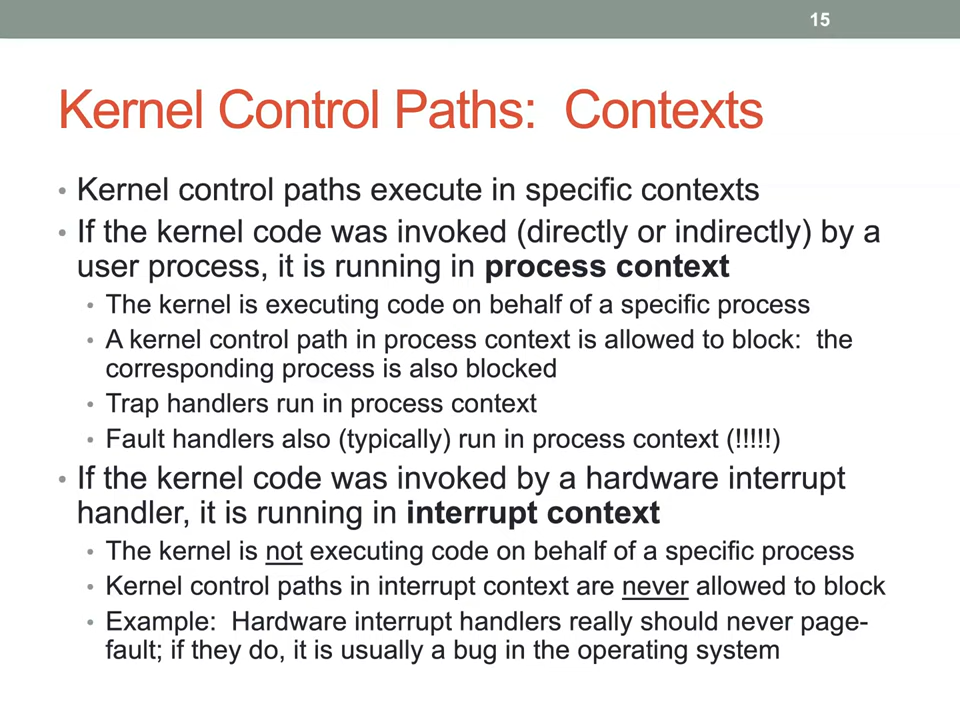 15
Kernel Control Paths:  Contexts
• Kernel control paths execute in specific contexts
• If the kernel code was invoked (directly or indirectly) by a
user process, it is running in process context
• The kernel is executing code on behalf of a specific process
• A kernel control path in process context is allowed to block:  the
corresponding process is also blocked
• Trap handlers run in process context
• Fault handlers also (typically) run in process context (!!!!!)
• If the kernel code was invoked by a hardware interrupt
handler, it is running in interrupt context
• The kernel is not executing code on behalf of a specific process
• Kernel control paths in interrupt context are never allowed to block
• Example:  Hardware interrupt handlers really should never page-
fault; if they do, it is usually a bug in the operating system